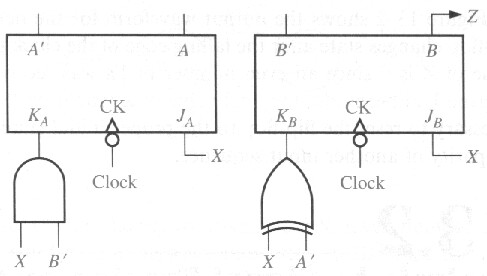 Z
A' A B' B
CK CK
K_A J_A K_B J_B
X X
Clock Clock
X B' X A'